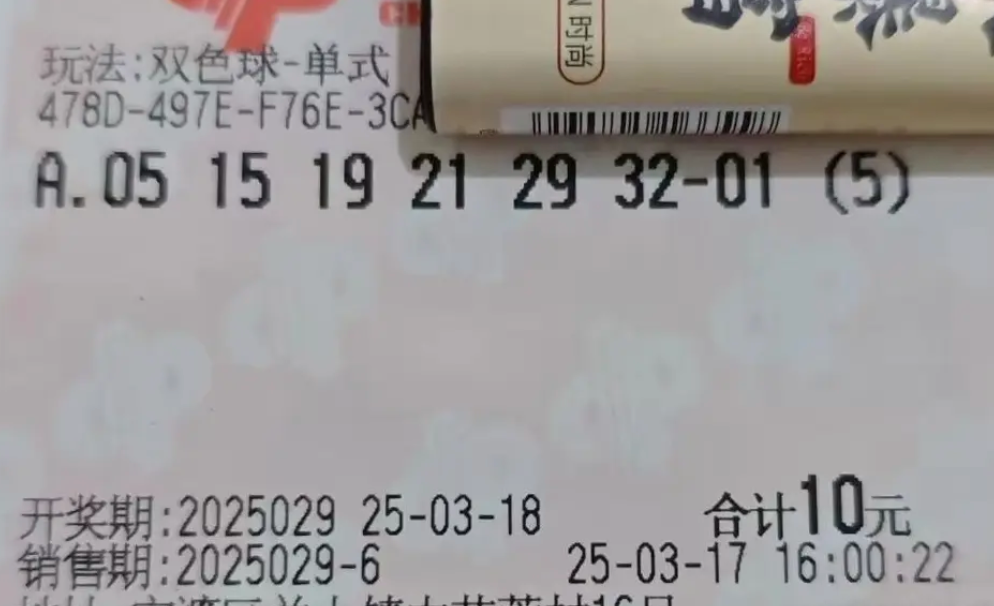 玩法:双色球-单式
478D-497E-F76E-3CA
时尚
A.05 15 19 21 29 32-01 (5)
开奖期:2025029 25-03-18 合计10元
销售期:2025029-6 25-03-17 16:00:22